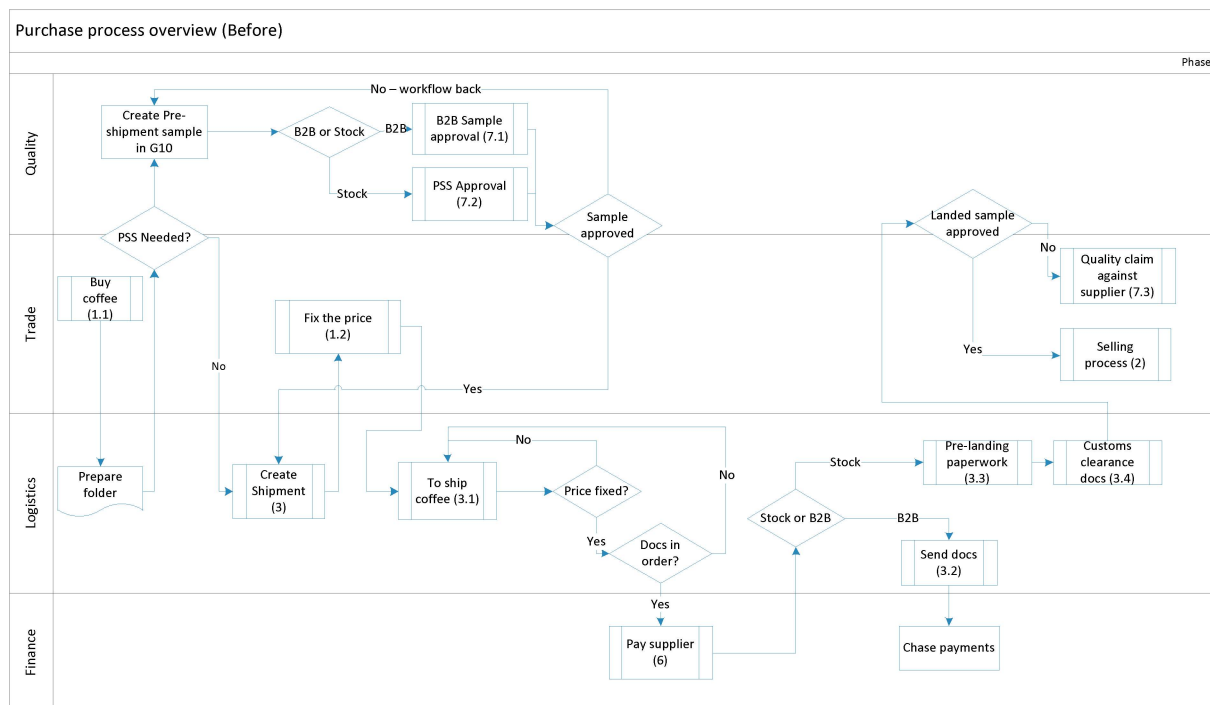 Purchase process overview (Before)
Phase
Quality
No – workflow back
Create Pre-
shipment sample
in G10
B2B or Stock
B2B
B2B Sample
approval (7.1)
Stock
PSS Approval
(7.2)
Sample
approved
Landed sample
approved
PSS Needed?
No
Quality claim
against
supplier (7.3)
Trade
Buy
coffee
(1.1)
Fix the price
(1.2)
No
Yes
Yes
Selling
process (2)
Logistics
Prepare
folder
Create
Shipment
(3)
To ship
coffee (3.1)
No
Price fixed?
No
Yes
Docs in
order?
Stock
Pre-landing
paperwork
(3.3)
Customs
clearance
docs (3.4)
Stock or B2B
B2B
Send docs
(3.2)
Finance
Yes
Pay supplier
(6)
Chase payments